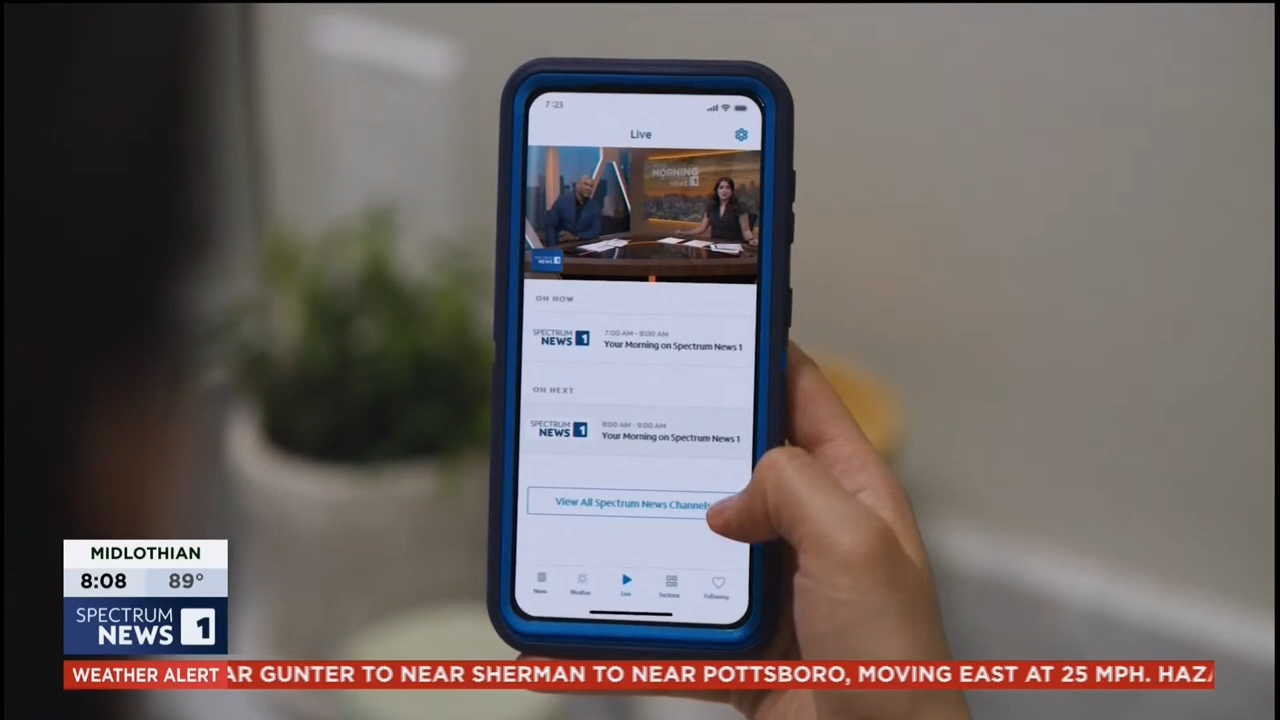 7:23
Live
MORNING
NEWS 1
SPECTRUM
NEWS 1
ON NOW
SPECTRUM
NEWS 1
7:00 AM - 8:00 AM
Your Morning on Spectrum News 1
ON NEXT
SPECTRUM
NEWS 1
8:00 AM - 9:00 AM
Your Morning on Spectrum News 1
View All Spectrum News Channels
News
Weather
Live
Sections
Following
MIDLOTHIAN
8:08 89°
SPECTRUM
NEWS 1
WEATHER ALERT AR GUNTER TO NEAR SHERMAN TO NEAR POTTSBORO, MOVING EAST AT 25 MPH. HAZA